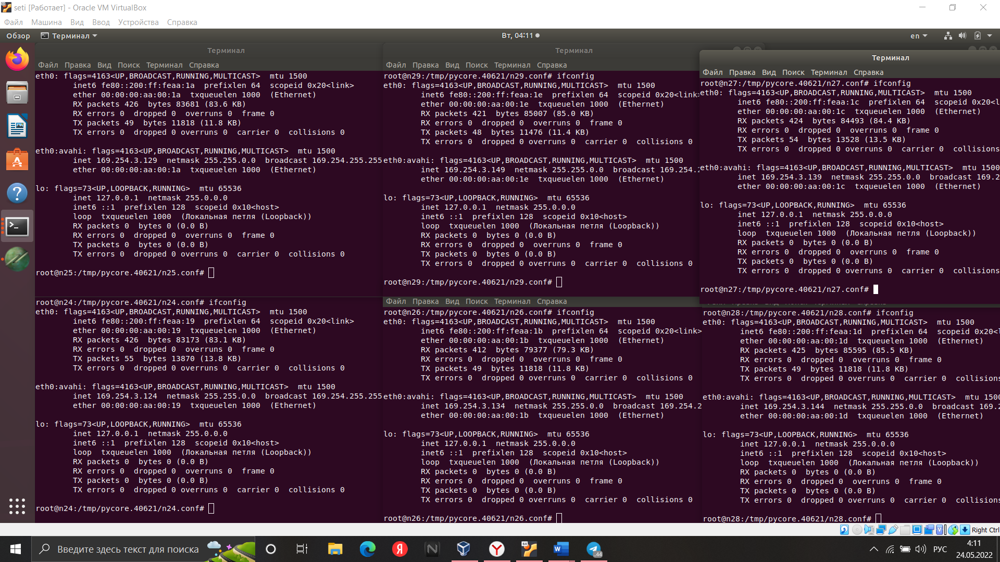 seti [Работает] - Oracle VM VirtualBox
Файл Машина Вид Ввод Устройства Справка
Обзор Терминал Вт, 04:11 en
Терминал
Файл Правка Вид Поиск Терминал Справка
eth0: flags=4163<UP,BROADCAST,RUNNING,MULTICAST>  mtu 1500
inet6 fe80::200:ff:feaa:1a  prefixlen 64  scopeid 0x20<link>
ether 00:00:00:aa:00:1a  txqueuelen 1000  (Ethernet)
RX packets 426  bytes 83681 (83.6 KB)
RX errors 0  dropped 0  overruns 0  frame 0
TX packets 49  bytes 11818 (11.8 KB)
TX errors 0  dropped 0 overruns 0  carrier 0  collisions 0
eth0:avahi: flags=4163<UP,BROADCAST,RUNNING,MULTICAST>  mtu 1500
inet 169.254.3.129  netmask 255.255.0.0  broadcast 169.254.255.255
ether 00:00:00:aa:00:1a  txqueuelen 1000  (Ethernet)
lo: flags=73<UP,LOOPBACK,RUNNING>  mtu 65536
inet 127.0.0.1  netmask 255.0.0.0
inet6 ::1  prefixlen 128  scopeid 0x10<host>
loop  txqueuelen 1000  (Локальная петля (Loopback))
RX packets 0  bytes 0 (0.0 B)
RX errors 0  dropped 0  overruns 0  frame 0
TX packets 0  bytes 0 (0.0 B)
TX errors 0  dropped 0 overruns 0  carrier 0  collisions 0
root@n25:/tmp/pycore.40621/n25.conf#
Терминал
Файл Правка Вид Поиск Терминал Справка
root@n29:/tmp/pycore.40621/n29.conf# ifconfig
eth0: flags=4163<UP,BROADCAST,RUNNING,MULTICAST>  mtu 1500
inet6 fe80::200:ff:feaa:1e  prefixlen 64  scopeid 0x20<link>
ether 00:00:00:aa:00:1e  txqueuelen 1000  (Ethernet)
RX packets 421  bytes 85007 (85.0 KB)
RX errors 0  dropped 0  overruns 0  frame 0
TX packets 48  bytes 11476 (11.4 KB)
TX errors 0  dropped 0 overruns 0  carrier 0  collisions 0
eth0:avahi: flags=4163<UP,BROADCAST,RUNNING,MULTICAST>  mtu 1500
inet 169.254.3.149  netmask 255.255.0.0  broadcast 169.254.2
ether 00:00:00:aa:00:1e  txqueuelen 1000  (Ethernet)
lo: flags=73<UP,LOOPBACK,RUNNING>  mtu 65536
inet 127.0.0.1  netmask 255.0.0.0
inet6 ::1  prefixlen 128  scopeid 0x10<host>
loop  txqueuelen 1000  (Локальная петля (Loopback))
RX packets 0  bytes 0 (0.0 B)
RX errors 0  dropped 0  overruns 0  frame 0
TX packets 0  bytes 0 (0.0 B)
TX errors 0  dropped 0 overruns 0  carrier 0  collisions 0
root@n29:/tmp/pycore.40621/n29.conf#
Терминал
Файл Правка Вид Поиск Терминал Справка
root@n27:/tmp/pycore.40621/n27.conf# ifconfig
eth0: flags=4163<UP,BROADCAST,RUNNING,MULTICAST>  mtu 1500
inet6 fe80::200:ff:feaa:1c  prefixlen 64  scopeid 0x20<l
ether 00:00:00:aa:00:1c  txqueuelen 1000  (Ethernet)
RX packets 424  bytes 84493 (84.4 KB)
RX errors 0  dropped 0  overruns 0  frame 0
TX packets 54  bytes 13528 (13.5 KB)
TX errors 0  dropped 0 overruns 0  carrier 0  collisions
eth0:avahi: flags=4163<UP,BROADCAST,RUNNING,MULTICAST>  mtu 1500
inet 169.254.3.139  netmask 255.255.0.0  broadcast 169.2
ether 00:00:00:aa:00:1c  txqueuelen 1000  (Ethernet)
lo: flags=73<UP,LOOPBACK,RUNNING>  mtu 65536
inet 127.0.0.1  netmask 255.0.0.0
inet6 ::1  prefixlen 128  scopeid 0x10<host>
loop  txqueuelen 1000  (Локальная петля (Loopback))
RX packets 0  bytes 0 (0.0 B)
RX errors 0  dropped 0  overruns 0  frame 0
TX packets 0  bytes 0 (0.0 B)
TX errors 0  dropped 0 overruns 0  carrier 0  collisions
root@n27:/tmp/pycore.40621/n27.conf#
root@n24:/tmp/pycore.40621/n24.conf# ifconfig
eth0: flags=4163<UP,BROADCAST,RUNNING,MULTICAST>  mtu 1500
inet6 fe80::200:ff:feaa:19  prefixlen 64  scopeid 0x20<link>
ether 00:00:00:aa:00:19  txqueuelen 1000  (Ethernet)
RX packets 426  bytes 83173 (83.1 KB)
RX errors 0  dropped 0  overruns 0  frame 0
TX packets 55  bytes 13870 (13.8 KB)
TX errors 0  dropped 0 overruns 0  carrier 0  collisions 0
eth0:avahi: flags=4163<UP,BROADCAST,RUNNING,MULTICAST>  mtu 1500
inet 169.254.3.124  netmask 255.255.0.0  broadcast 169.254.255.255
ether 00:00:00:aa:00:19  txqueuelen 1000  (Ethernet)
lo: flags=73<UP,LOOPBACK,RUNNING>  mtu 65536
inet 127.0.0.1  netmask 255.0.0.0
inet6 ::1  prefixlen 128  scopeid 0x10<host>
loop  txqueuelen 1000  (Локальная петля (Loopback))
RX packets 0  bytes 0 (0.0 B)
RX errors 0  dropped 0  overruns 0  frame 0
TX packets 0  bytes 0 (0.0 B)
TX errors 0  dropped 0 overruns 0  carrier 0  collisions 0
root@n24:/tmp/pycore.40621/n24.conf#
Файл Правка Вид Поиск Терминал Справка
root@n26:/tmp/pycore.40621/n26.conf# ifconfig
eth0: flags=4163<UP,BROADCAST,RUNNING,MULTICAST>  mtu 1500
inet6 fe80::200:ff:feaa:1b  prefixlen 64  scopeid 0x20<link>
ether 00:00:00:aa:00:1b  txqueuelen 1000  (Ethernet)
RX packets 412  bytes 79377 (79.3 KB)
RX errors 0  dropped 0  overruns 0  frame 0
TX packets 49  bytes 11818 (11.8 KB)
TX errors 0  dropped 0 overruns 0  carrier 0  collisions 0
eth0:avahi: flags=4163<UP,BROADCAST,RUNNING,MULTICAST>  mtu 1500
inet 169.254.3.134  netmask 255.255.0.0  broadcast 169.254.2
ether 00:00:00:aa:00:1b  txqueuelen 1000  (Ethernet)
lo: flags=73<UP,LOOPBACK,RUNNING>  mtu 65536
inet 127.0.0.1  netmask 255.0.0.0
inet6 ::1  prefixlen 128  scopeid 0x10<host>
loop  txqueuelen 1000  (Локальная петля (Loopback))
RX packets 0  bytes 0 (0.0 B)
RX errors 0  dropped 0  overruns 0  frame 0
TX packets 0  bytes 0 (0.0 B)
TX errors 0  dropped 0 overruns 0  carrier 0  collisions 0
root@n26:/tmp/pycore.40621/n26.conf#
root@n28:/tmp/pycore.40621/n28.conf# ifconfig
eth0: flags=4163<UP,BROADCAST,RUNNING,MULTICAST>  mtu 1500
inet6 fe80::200:ff:feaa:1d  prefixlen 64  scopeid 0x20<l
ether 00:00:00:aa:00:1d  txqueuelen 1000  (Ethernet)
RX packets 425  bytes 85595 (85.5 KB)
RX errors 0  dropped 0  overruns 0  frame 0
TX packets 49  bytes 11818 (11.8 KB)
TX errors 0  dropped 0 overruns 0  carrier 0  collisions
eth0:avahi: flags=4163<UP,BROADCAST,RUNNING,MULTICAST>  mtu 1500
inet 169.254.3.144  netmask 255.255.0.0  broadcast 169.2
ether 00:00:00:aa:00:1d  txqueuelen 1000  (Ethernet)
lo: flags=73<UP,LOOPBACK,RUNNING>  mtu 65536
inet 127.0.0.1  netmask 255.0.0.0
inet6 ::1  prefixlen 128  scopeid 0x10<host>
loop  txqueuelen 1000  (Локальная петля (Loopback))
RX packets 0  bytes 0 (0.0 B)
RX errors 0  dropped 0  overruns 0  frame 0
TX packets 0  bytes 0 (0.0 B)
TX errors 0  dropped 0 overruns 0  carrier 0  collisions
root@n28:/tmp/pycore.40621/n28.conf#
Right Ctrl
Введите здесь текст для поиска
РУС
4:11
24.05.2022